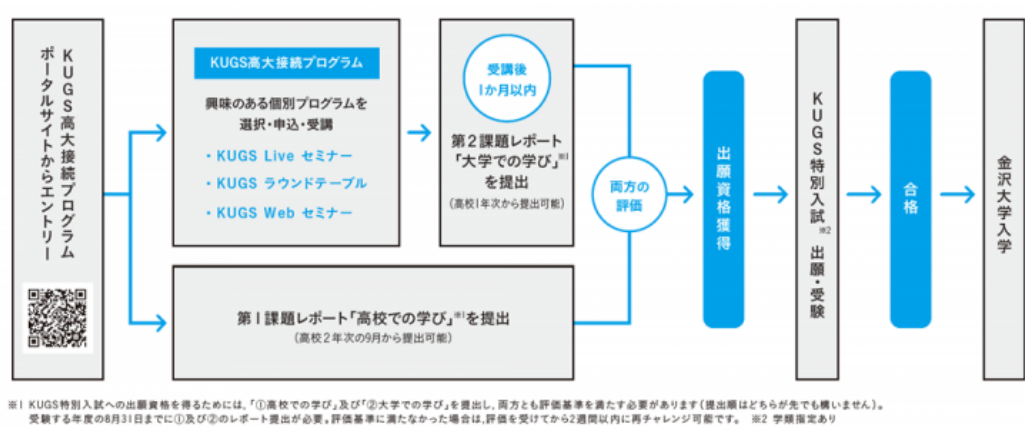 KUGS高大接続プログラム
ポータルサイトからエントリー
KUGS高大接続プログラム
興味のある個別プログラムを
選択・申込・受講
・KUGS Live セミナー
・KUGS ラウンドテーブル
・KUGS Web セミナー
受講後
1か月以内
第2課題レポート
「大学での学び」※1
を提出
(高校1年次から提出可能)
第1課題レポート「高校での学び」※1を提出
(高校2年次の9月から提出可能)
両方の
評価
出願資格獲得
KUGS特別入試※2 出願・受験
合格
金沢大学入学
※1 KUGS特別入試への出願資格を得るためには、「①高校での学び」及び「②大学での学び」を提出し、両方とも評価基準を満たす必要があります(提出順はどちらが先でも構いません)。
受験する年度の8月31日までに①及び②のレポート提出が必要。評価基準に満たなかった場合は、評価を受けてから2週間以内に再チャレンジ可能です。 ※2 学類指定あり